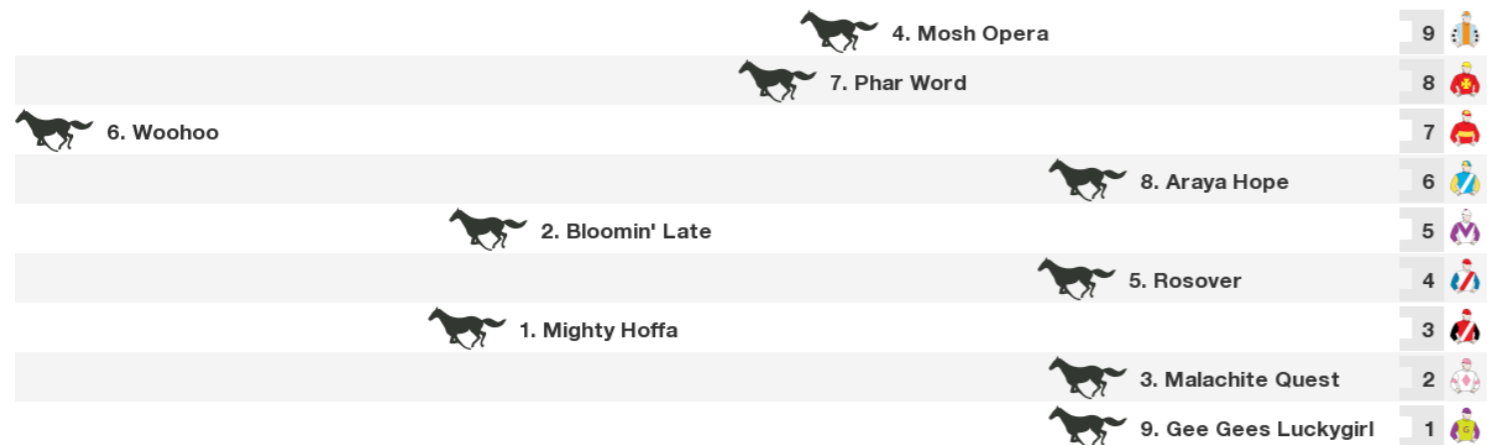 4. Mosh Opera 9
7. Phar Word 8
6. Woohoo 7
8. Araya Hope 6
2. Bloomin' Late 5
5. Rosover 4
1. Mighty Hoffa 3
3. Malachite Quest 2
9. Gee Gees Luckygirl 1 G